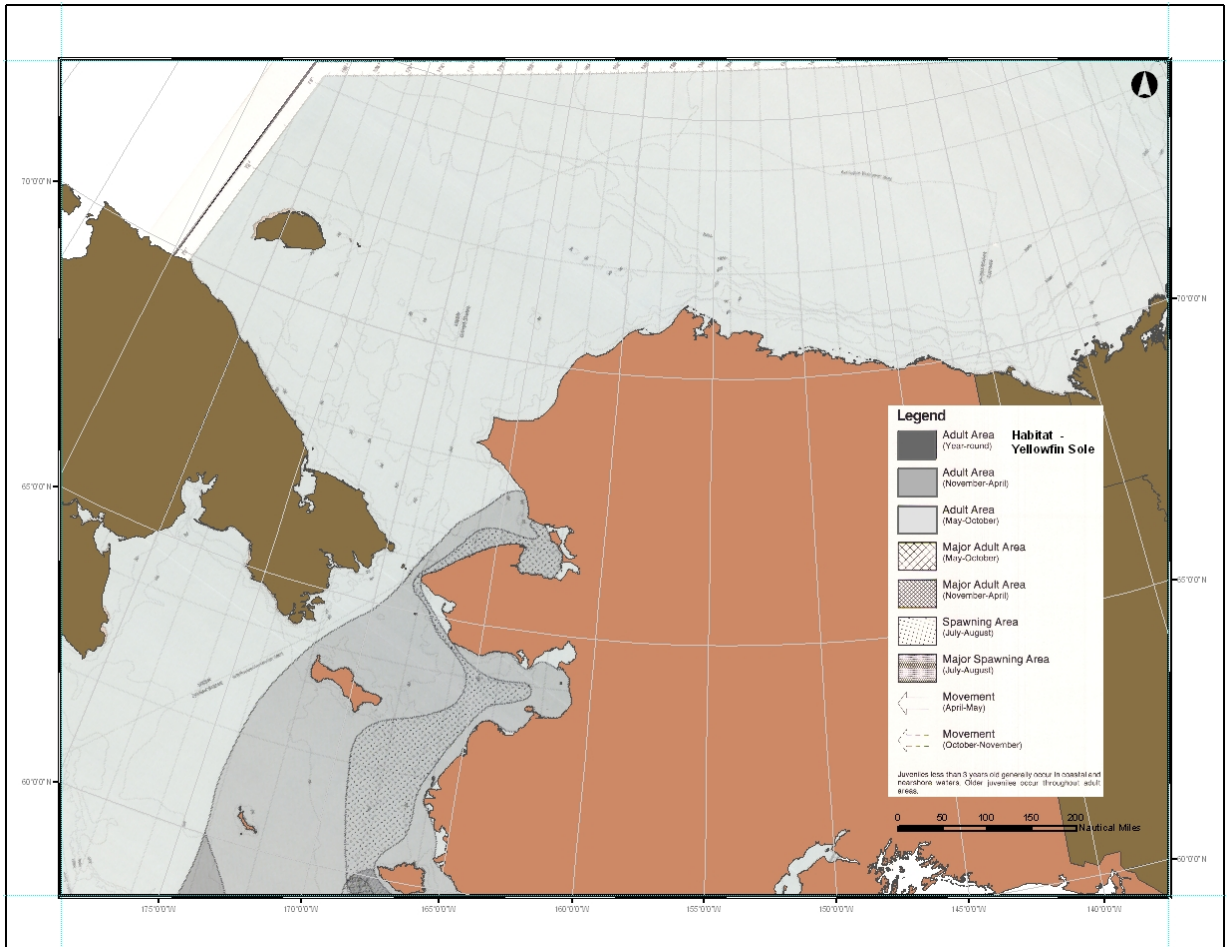 70°0'0"N
65°0'0"N
60°0'0"N
70°0'0"N
65°0'0"N
60°0'0"N
175°0'0"W
170°0'0"W
165°0'0"W
160°0'0"W
155°0'0"W
150°0'0"W
145°0'0"W
140°0'0"W
Legend
Habitat -
Yellowfin Sole
Adult Area
(Year-round)
Adult Area
(November-April)
Adult Area
(May-October)
Major Adult Area
(May-October)
Major Adult Area
(November-April)
Spawning Area
(July-August)
Major Spawning Area
(July-August)
Movement
(April-May)
Movement
(October-November)
Juveniles less than 3 years old generally occur in coastal and
nearshore waters. Older juveniles occur throughout adult
areas.
0 50 100 150 200
Nautical Miles